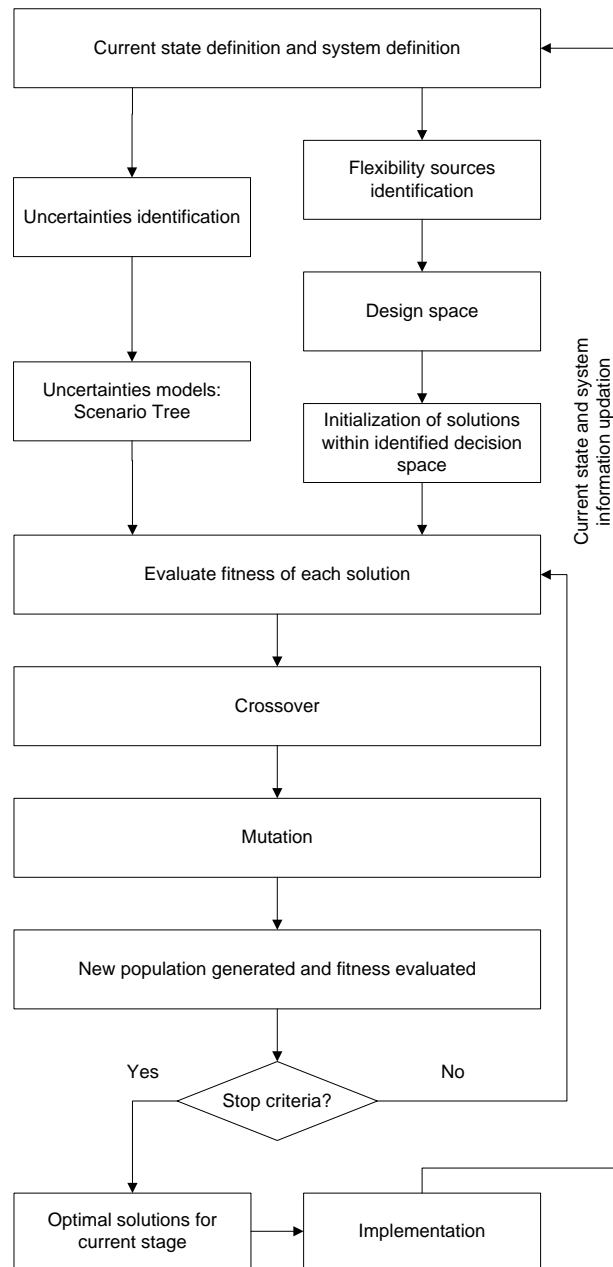 Current state definition and system definition
Flexibility sources
identification
Uncertainties identification
Design space
Uncertainties models:
Scenario Tree
Initialization of solutions
within identified decision
space
Current state and system
information updation
Evaluate fitness of each solution
Crossover
Mutation
New population generated and fitness evaluated
Yes
No
Stop criteria?
Optimal solutions for
current stage
Implementation